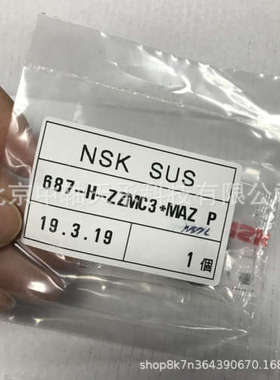 NSK SUS
687-H-ZZMC3*MAZ P
19.3.19
1個
shop8k7n364390670.168